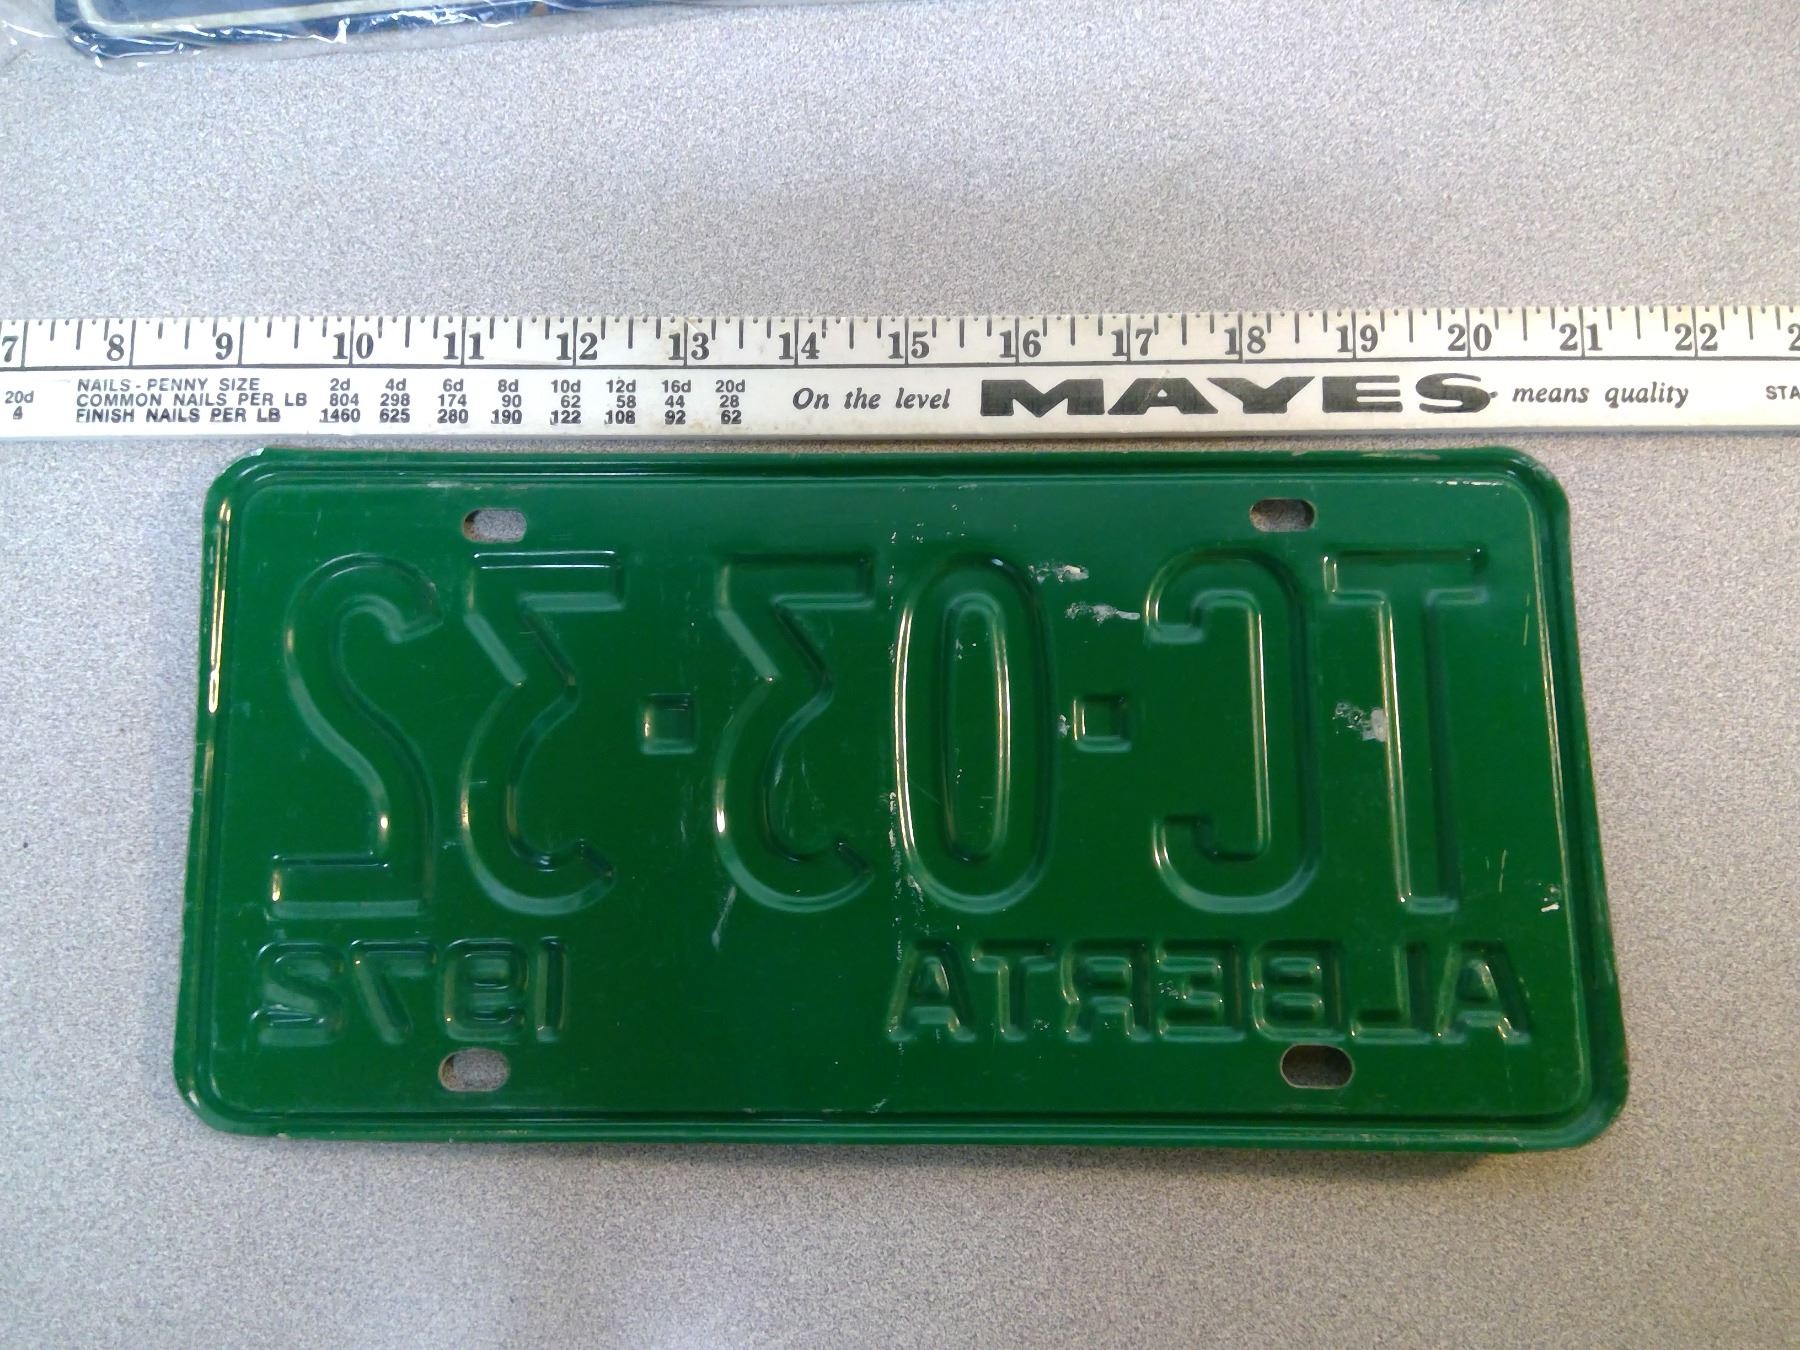 7 8 9 10 11 12 13 14 15 16 17 18 19 20 21 22 2
20d NAILS - PENNY SIZE 2d 4d 6d 8d 10d 12d 16d 20d
4 COMMON NAILS PER LB 804 298 174 90 62 58 44 28
FINISH NAILS PER LB 1460 625 280 190 122 108 92 62
On the level MAYES means quality STA
TC-03-32
ALBERTA 1972